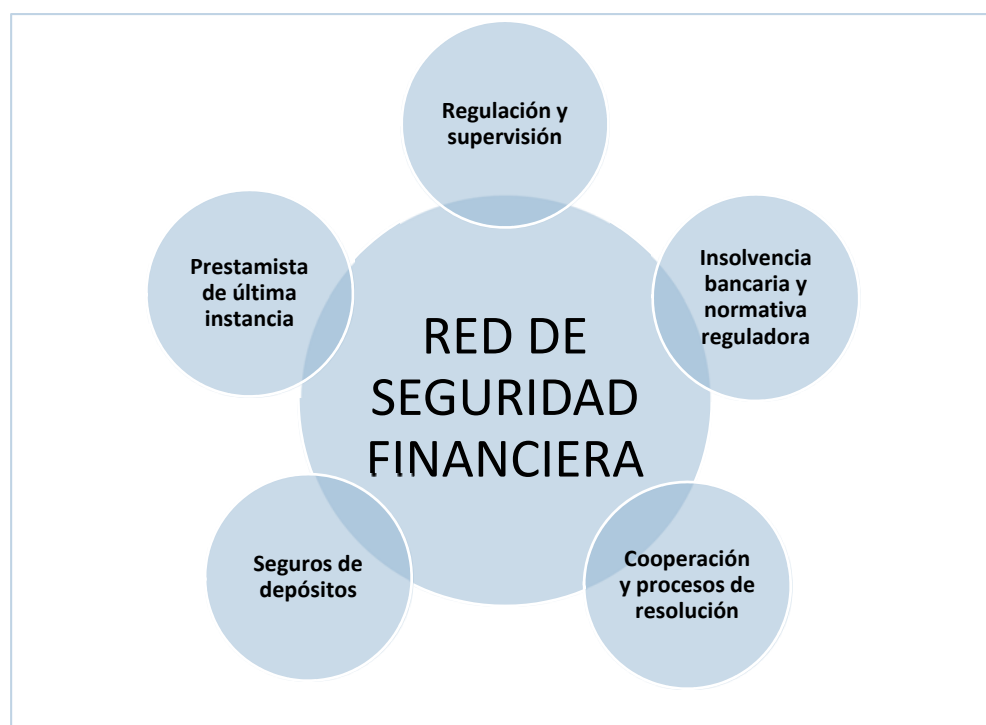 Regulación y
supervisión
Insolvencia
bancaria y
normativa
reguladora
Prestamista
de última
instancia
RED DE
SEGURIDAD
FINANCIERA
Seguros de
depósitos
Cooperación
y procesos de
resolución